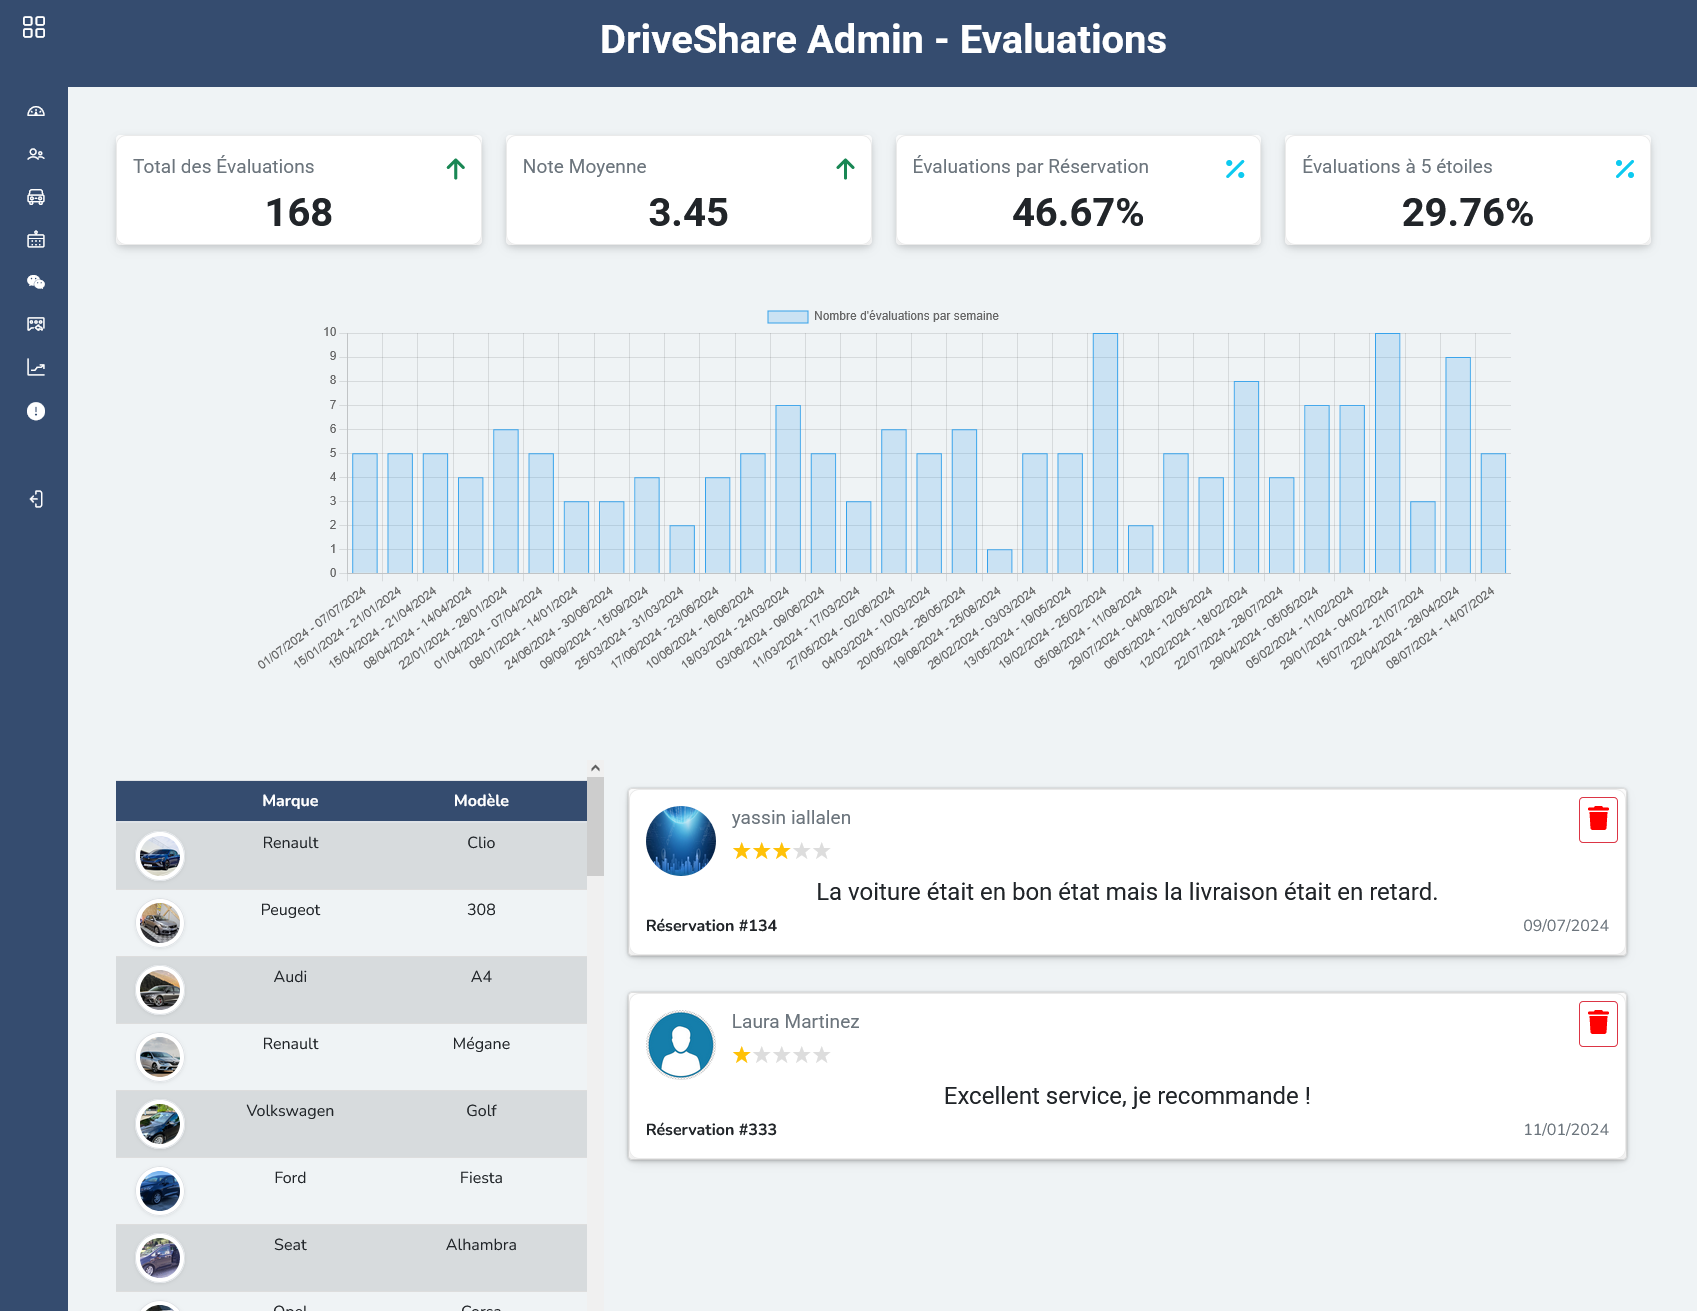 DriveShare Admin - Evaluations
Total des Évaluations
168
Note Moyenne
3.45
Évaluations par Réservation
46.67%
Évaluations à 5 étoiles
29.76%
Nombre d'évaluations par semaine
10
9
8
7
6
5
4
3
2
1
0
01/07/2024 - 07/07/2024
15/01/2024 - 21/01/2024
15/04/2024 - 21/04/2024
08/04/2024 - 14/04/2024
22/01/2024 - 28/01/2024
01/04/2024 - 07/04/2024
08/01/2024 - 14/01/2024
24/06/2024 - 30/06/2024
09/09/2024 - 15/09/2024
25/03/2024 - 31/03/2024
17/06/2024 - 23/06/2024
10/06/2024 - 16/06/2024
18/03/2024 - 24/03/2024
03/06/2024 - 09/06/2024
11/03/2024 - 17/03/2024
27/05/2024 - 02/06/2024
04/03/2024 - 10/03/2024
20/05/2024 - 26/05/2024
19/08/2024 - 25/08/2024
26/02/2024 - 03/03/2024
13/05/2024 - 19/05/2024
19/02/2024 - 25/02/2024
05/08/2024 - 11/08/2024
29/07/2024 - 04/08/2024
06/05/2024 - 12/05/2024
12/02/2024 - 18/02/2024
22/07/2024 - 28/07/2024
29/04/2024 - 05/05/2024
05/02/2024 - 11/02/2024
29/01/2024 - 04/02/2024
15/07/2024 - 21/07/2024
22/04/2024 - 28/04/2024
08/07/2024 - 14/07/2024
Marque Modèle
Renault Clio
Peugeot 308
Audi A4
Renault Mégane
Volkswagen Golf
Ford Fiesta
Seat Alhambra
Opel Corsa
yassin iallalen
La voiture était en bon état mais la livraison était en retard.
Réservation #134 09/07/2024
Laura Martinez
Excellent service, je recommande !
Réservation #333 11/01/2024